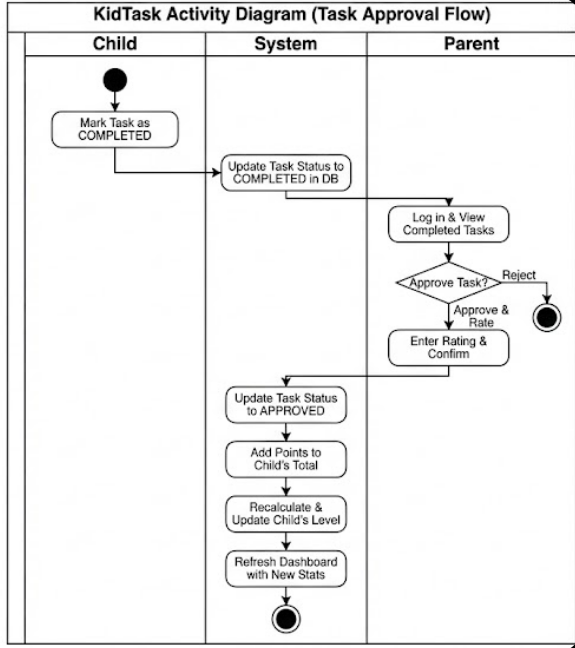 KidTask Activity Diagram (Task Approval Flow)
Child
System
Parent
Mark Task as
COMPLETED
Update Task Status to
COMPLETED in DB
Log in & View
Completed Tasks
Approve Task?
Reject
Approve &
Rate
Enter Rating &
Confirm
Update Task Status
to APPROVED
Add Points to
Child's Total
Recalculate &
Update Child's Level
Refresh Dashboard
with New Stats